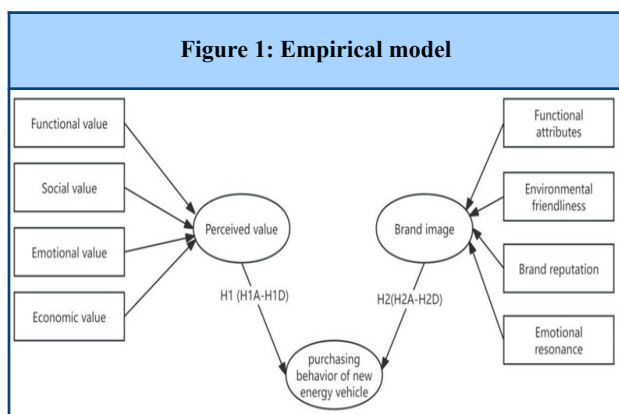 Figure 1: Empirical model
Functional value
Social value
Emotional value
Economic value
Perceived value
H1 (H1A-H1D)
Brand image
H2(H2A-H2D)
Functional
attributes
Environmental
friendliness
Brand reputation
Emotional
resonance
purchasing
behavior of new
energy vehicle